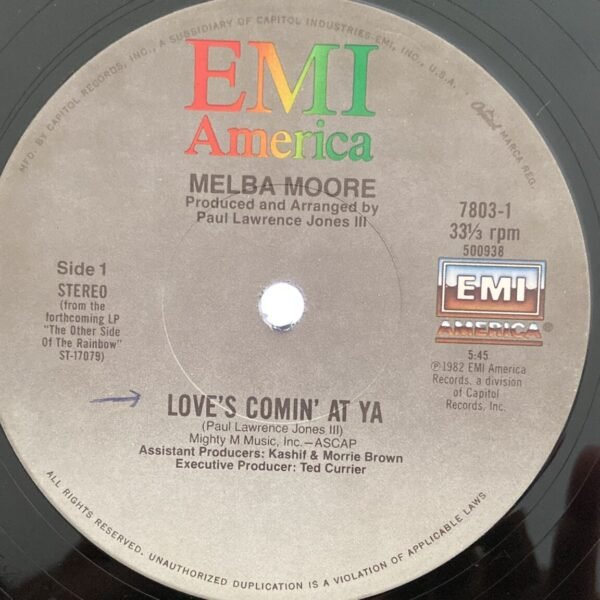 MFD. BY CAPITOL RECORDS, INC., A SUBSIDIARY OF CAPITOL INDUSTRIES-EMI, INC., U.S.A.
Capitol MARCA REG.
EMI
America
MELBA MOORE
Produced and Arranged by
Paul Lawrence Jones III
7803-1
33⅓ rpm
500938
Side 1
STEREO
(from the
forthcoming LP
"The Other Side
Of The Rainbow"
ST-17079)
EMI
AMERICA®
5:45
℗1982 EMI America
Records, a division
of Capitol
Records, Inc.
LOVE'S COMIN' AT YA
(Paul Lawrence Jones III)
Mighty M Music, Inc.—ASCAP
Assistant Producers: Kashif & Morrie Brown
Executive Producer: Ted Currier
ALL RIGHTS RESERVED. UNAUTHORIZED DUPLICATION IS A VIOLATION OF APPLICABLE LAWS